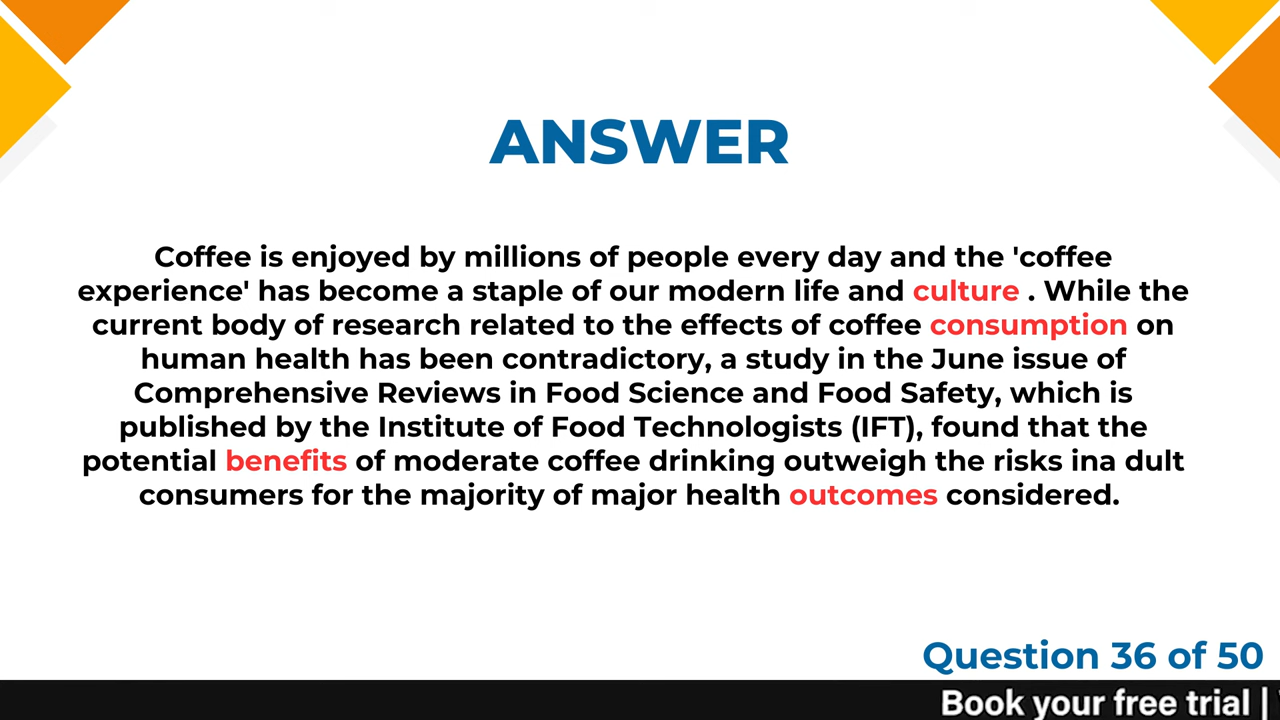 ANSWER
Coffee is enjoyed by millions of people every day and the 'coffee
experience' has become a staple of our modern life and culture . While the
current body of research related to the effects of coffee consumption on
human health has been contradictory, a study in the June issue of
Comprehensive Reviews in Food Science and Food Safety, which is
published by the Institute of Food Technologists (IFT), found that the
potential benefits of moderate coffee drinking outweigh the risks ina dult
consumers for the majority of major health outcomes considered.
Question 36 of 50
Book your free trial |